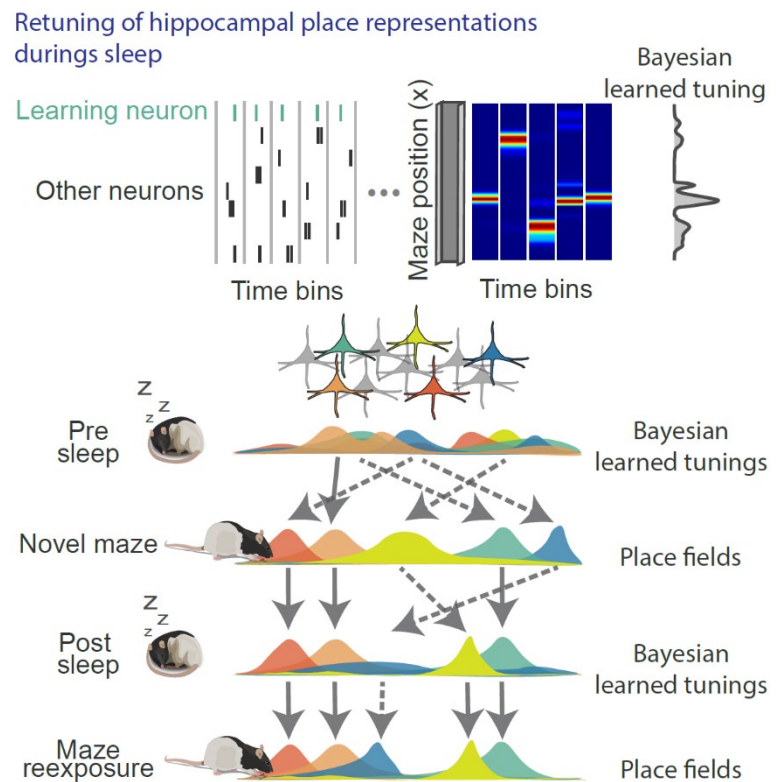 Retuning of hippocampal place representations
durings sleep
Bayesian
learned tuning
Learning neuron
Other neurons
Maze position (x)
Time bins
Time bins
z
z
Z
Pre
sleep
Bayesian
learned tunings
Novel maze
Place fields
z
z
Z
Post
sleep
Bayesian
learned tunings
Maze
reexposure
Place fields